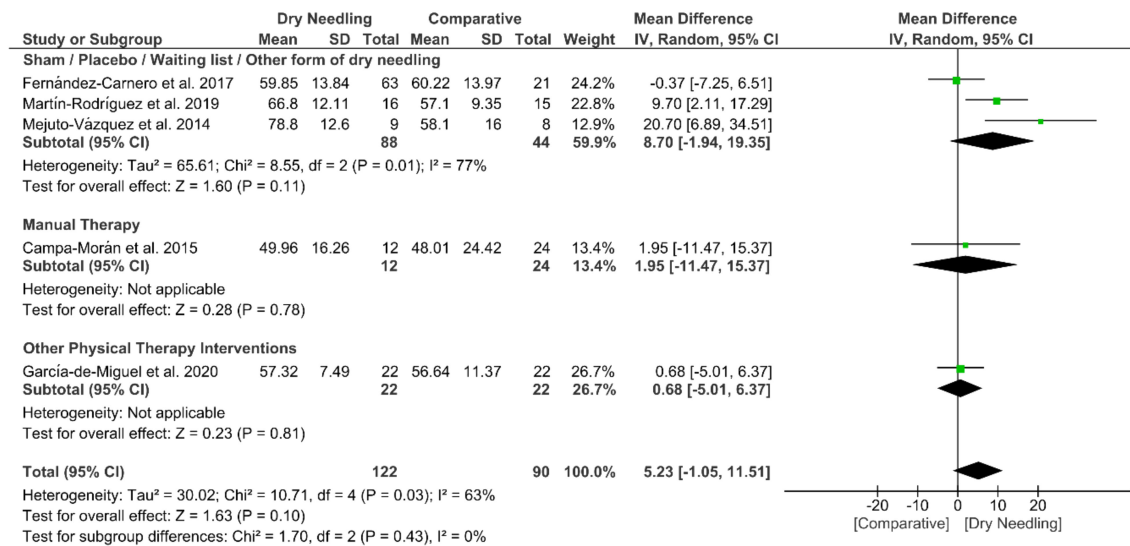 Dry Needling Comparative Mean Difference Mean Difference
Study or Subgroup Mean SD Total Mean SD Total Weight IV, Random, 95% CI IV, Random, 95% CI
Sham / Placebo / Waiting list / Other form of dry needling
Fernández-Carnero et al. 2017 59.85 13.84 63 60.22 13.97 21 24.2% -0.37 [-7.25, 6.51]
Martín-Rodríguez et al. 2019 66.8 12.11 16 57.1 9.35 15 22.8% 9.70 [2.11, 17.29]
Mejuto-Vázquez et al. 2014 78.8 12.6 9 58.1 16 8 12.9% 20.70 [6.89, 34.51]
Subtotal (95% CI) 88 44 59.9% 8.70 [-1.94, 19.35]
Heterogeneity: Tau² = 65.61; Chi² = 8.55, df = 2 (P = 0.01); I² = 77%
Test for overall effect: Z = 1.60 (P = 0.11)
Manual Therapy
Campa-Morán et al. 2015 49.96 16.26 12 48.01 24.42 24 13.4% 1.95 [-11.47, 15.37]
Subtotal (95% CI) 12 24 13.4% 1.95 [-11.47, 15.37]
Heterogeneity: Not applicable
Test for overall effect: Z = 0.28 (P = 0.78)
Other Physical Therapy Interventions
García-de-Miguel et al. 2020 57.32 7.49 22 56.64 11.37 22 26.7% 0.68 [-5.01, 6.37]
Subtotal (95% CI) 22 22 26.7% 0.68 [-5.01, 6.37]
Heterogeneity: Not applicable
Test for overall effect: Z = 0.23 (P = 0.81)
Total (95% CI) 122 90 100.0% 5.23 [-1.05, 11.51]
Heterogeneity: Tau² = 30.02; Chi² = 10.71, df = 4 (P = 0.03); I² = 63%
Test for overall effect: Z = 1.63 (P = 0.10)
Test for subgroup differences: Chi² = 1.70, df = 2 (P = 0.43), I² = 0%
-20 -10 0 10 20
[Comparative] [Dry Needling]